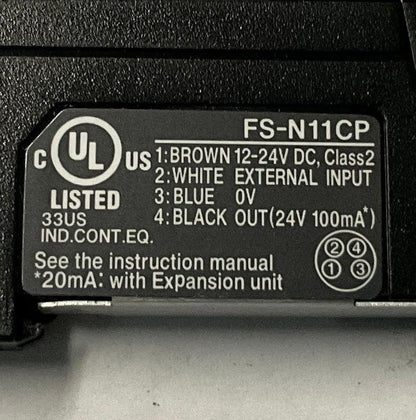 FS-N11CP
C UL US
1:BROWN 12-24V DC, Class2
2:WHITE EXTERNAL INPUT
3:BLUE 0V
4:BLACK OUT(24V 100mA*)
LISTED
33US
IND.CONT.EQ.
See the instruction manual
*20mA: with Expansion unit
2 4
1 3